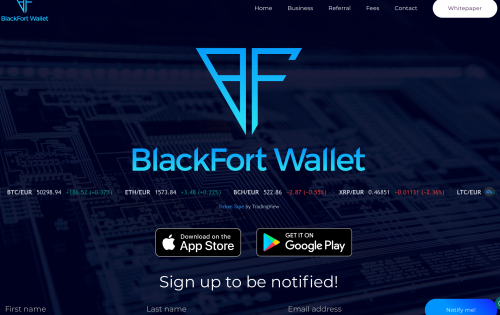 Home Business Referral Fees Contact Whitepaper
BlackFort Wallet
BlackFort Wallet
BTC/EUR 50298.94 +186.52 (+0.37%) ETH/EUR 1573.84 +3.48 (+0.22%) BCH/EUR 522.86 -2.87 (-0.55%) XRP/EUR 0.46851 -0.01131 (-2.36%) LTC/EUR
Ticker Tape by TradingView
Download on the
App Store
GET IT ON
Google Play
Sign up to be notified!
First name Last name Email address Notify me!